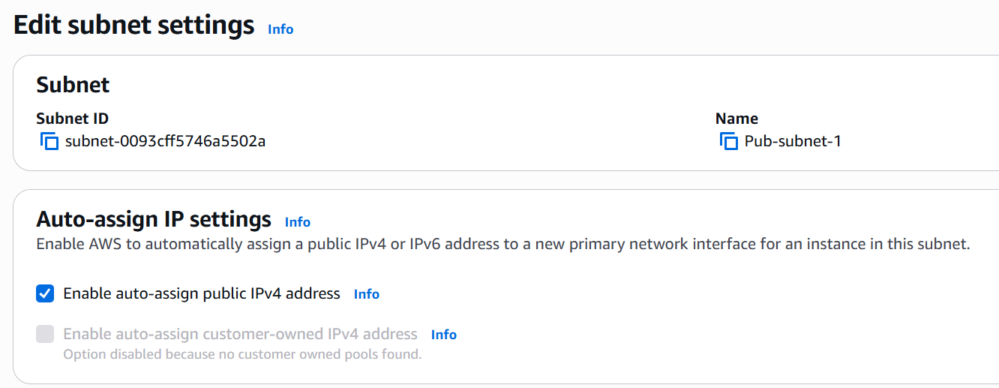 Edit subnet settings Info
Subnet
Subnet ID Name
subnet-0093cff5746a5502a Pub-subnet-1
Auto-assign IP settings Info
Enable AWS to automatically assign a public IPv4 or IPv6 address to a new primary network interface for an instance in this subnet.
Enable auto-assign public IPv4 address Info
Enable auto-assign customer-owned IPv4 address Info
Option disabled because no customer owned pools found.